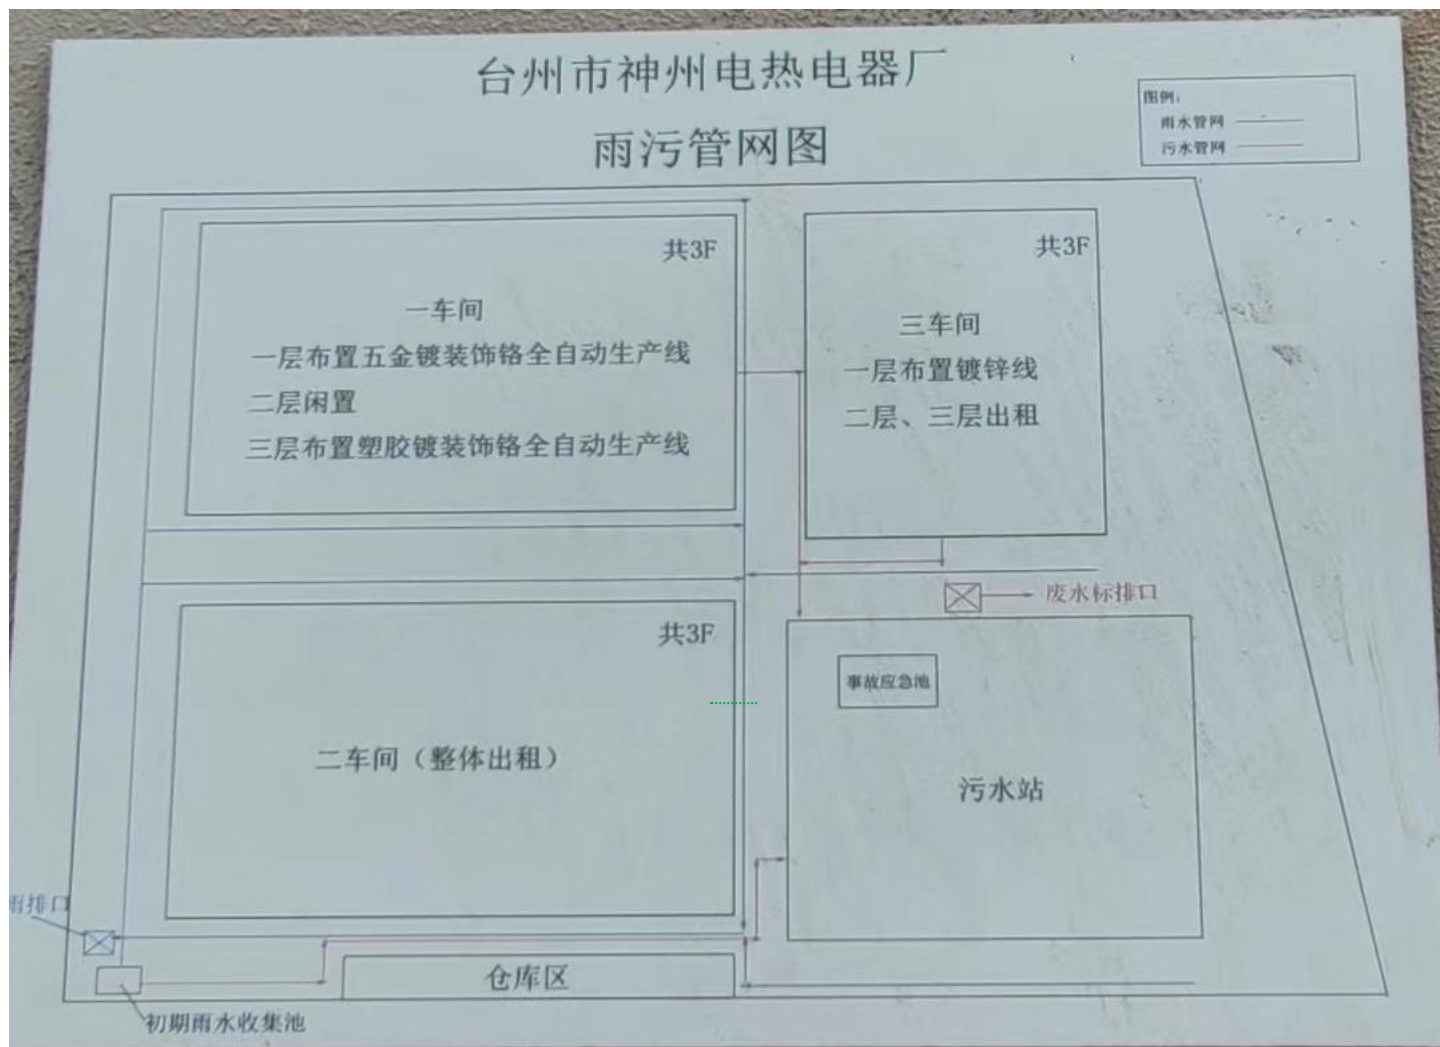 台州市神州电热电器厂
雨污管网图
图例：
雨水管网
污水管网
共3F
一车间
一层布置五金镀装饰铬全自动生产线
二层闲置
三层布置塑胶镀装饰铬全自动生产线
共3F
三车间
一层布置镀锌线
二层、三层出租
废水标排口
共3F
二车间（整体出租）
事故应急池
污水站
雨排口
仓库区
初期雨水收集池